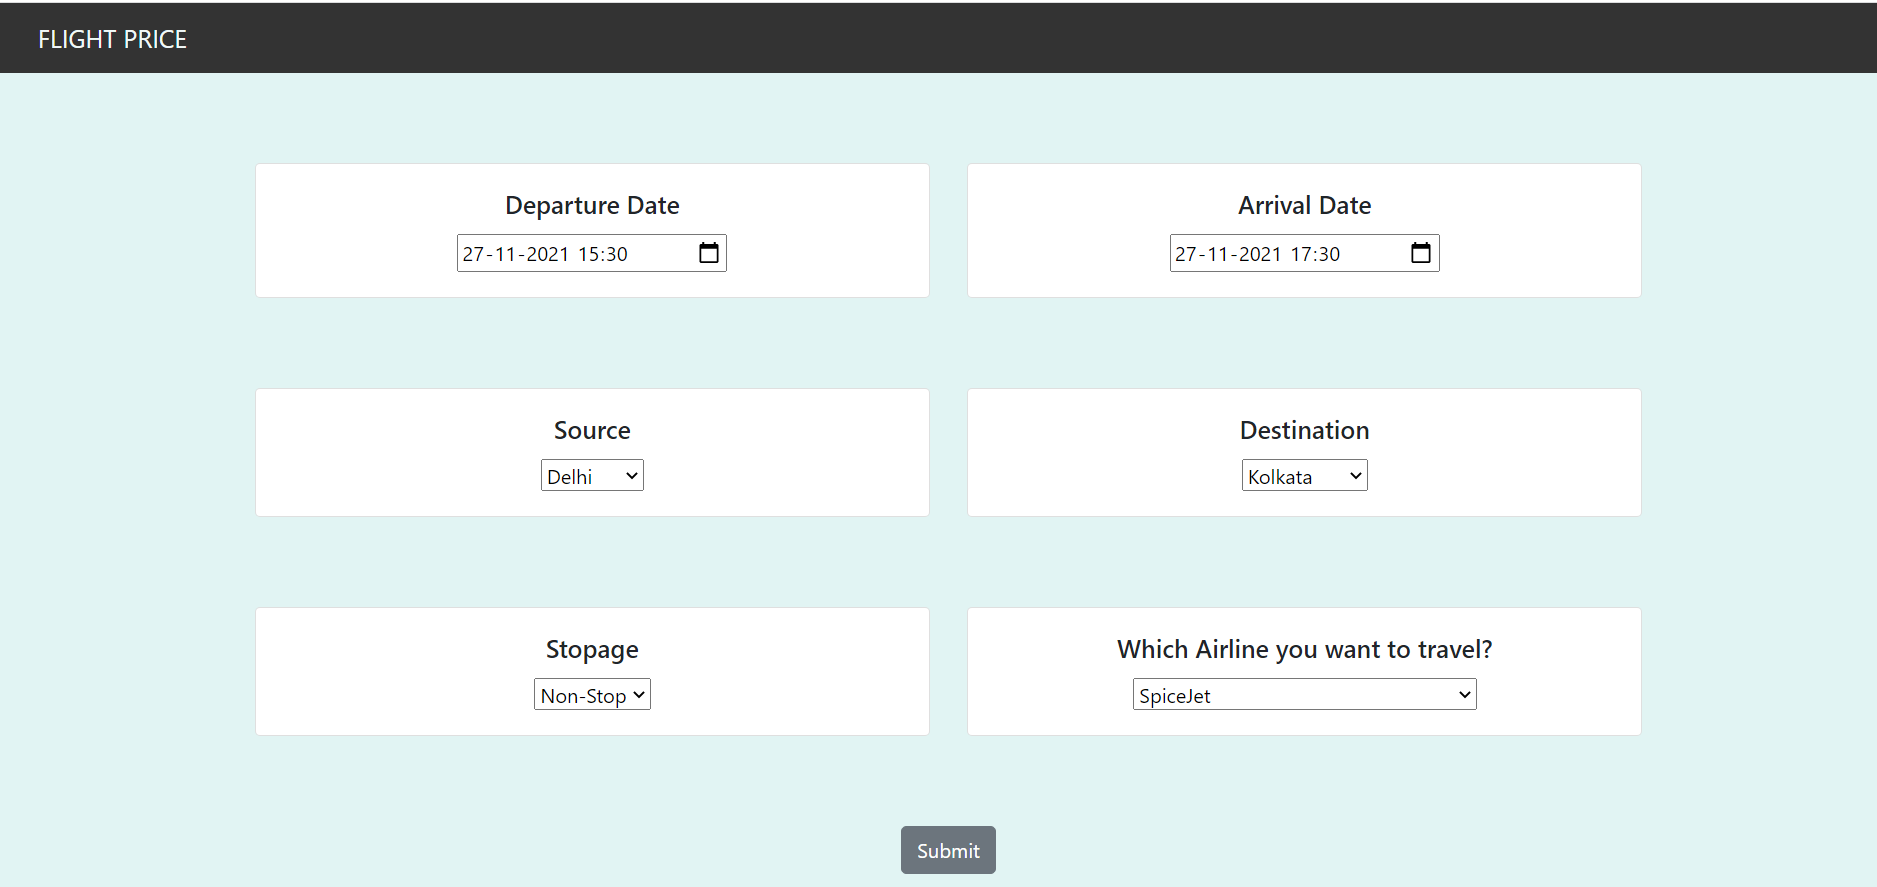 FLIGHT PRICE
Departure Date
27-11-2021 15:30
Arrival Date
27-11-2021 17:30
Source
Delhi
Destination
Kolkata
Stopage
Non-Stop
Which Airline you want to travel?
SpiceJet
Submit